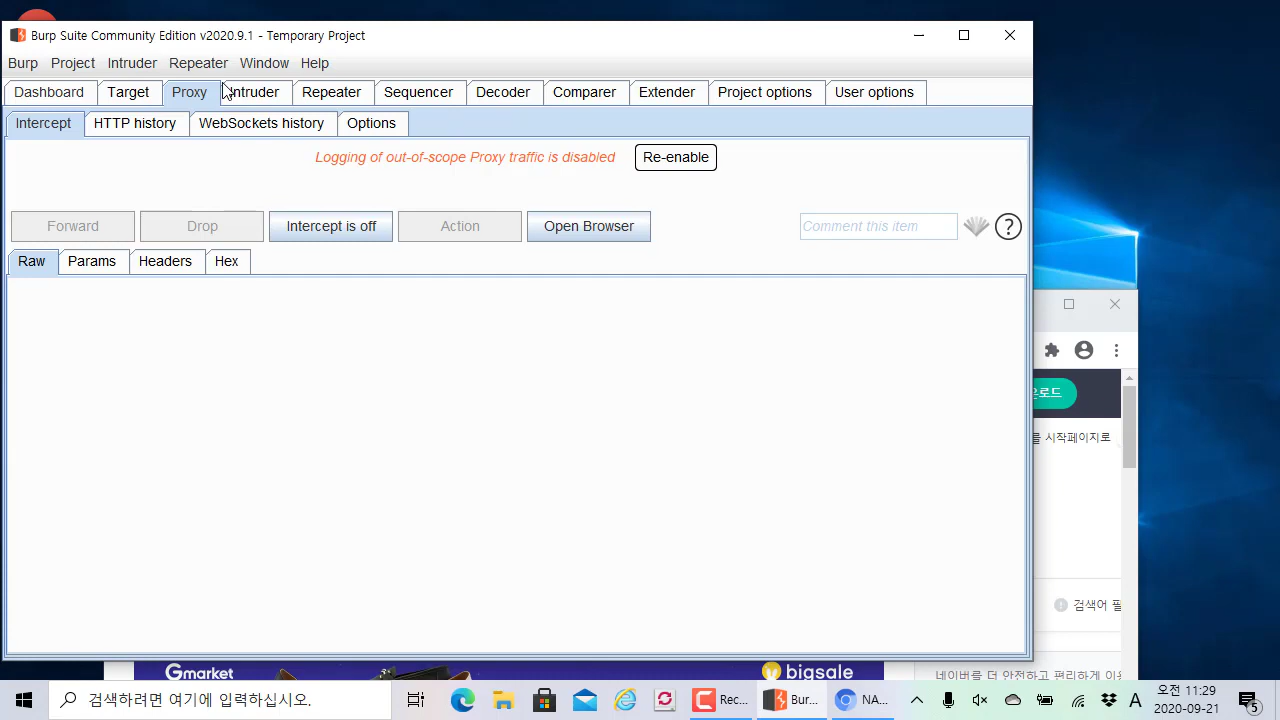 Burp Suite Community Edition v2020.9.1 - Temporary Project
Burp Project Intruder Repeater Window Help
Dashboard Target Proxy Intruder Repeater Sequencer Decoder Comparer Extender Project options User options
Intercept HTTP history WebSockets history Options
Logging of out-of-scope Proxy traffic is disabled Re-enable
Forward Drop Intercept is off Action Open Browser Comment this item ?
Raw Params Headers Hex
로드
를 시작페이지로
검색어
Gmarket bigsale
네이버를 더 안전하고 편리하게
검색하려면 여기에 입력하십시오.
Rec... Bur... NA...
A
오전 11:29
2020-09-21
5